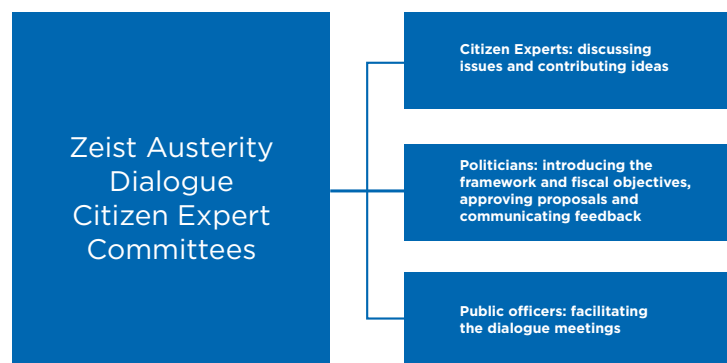 Zeist Austerity
Dialogue
Citizen Expert
Committees
Citizen Experts: discussing
issues and contributing ideas
Politicians: introducing the
framework and fiscal objectives,
approving proposals and
communicating feedback
Public officers: facilitating
the dialogue meetings